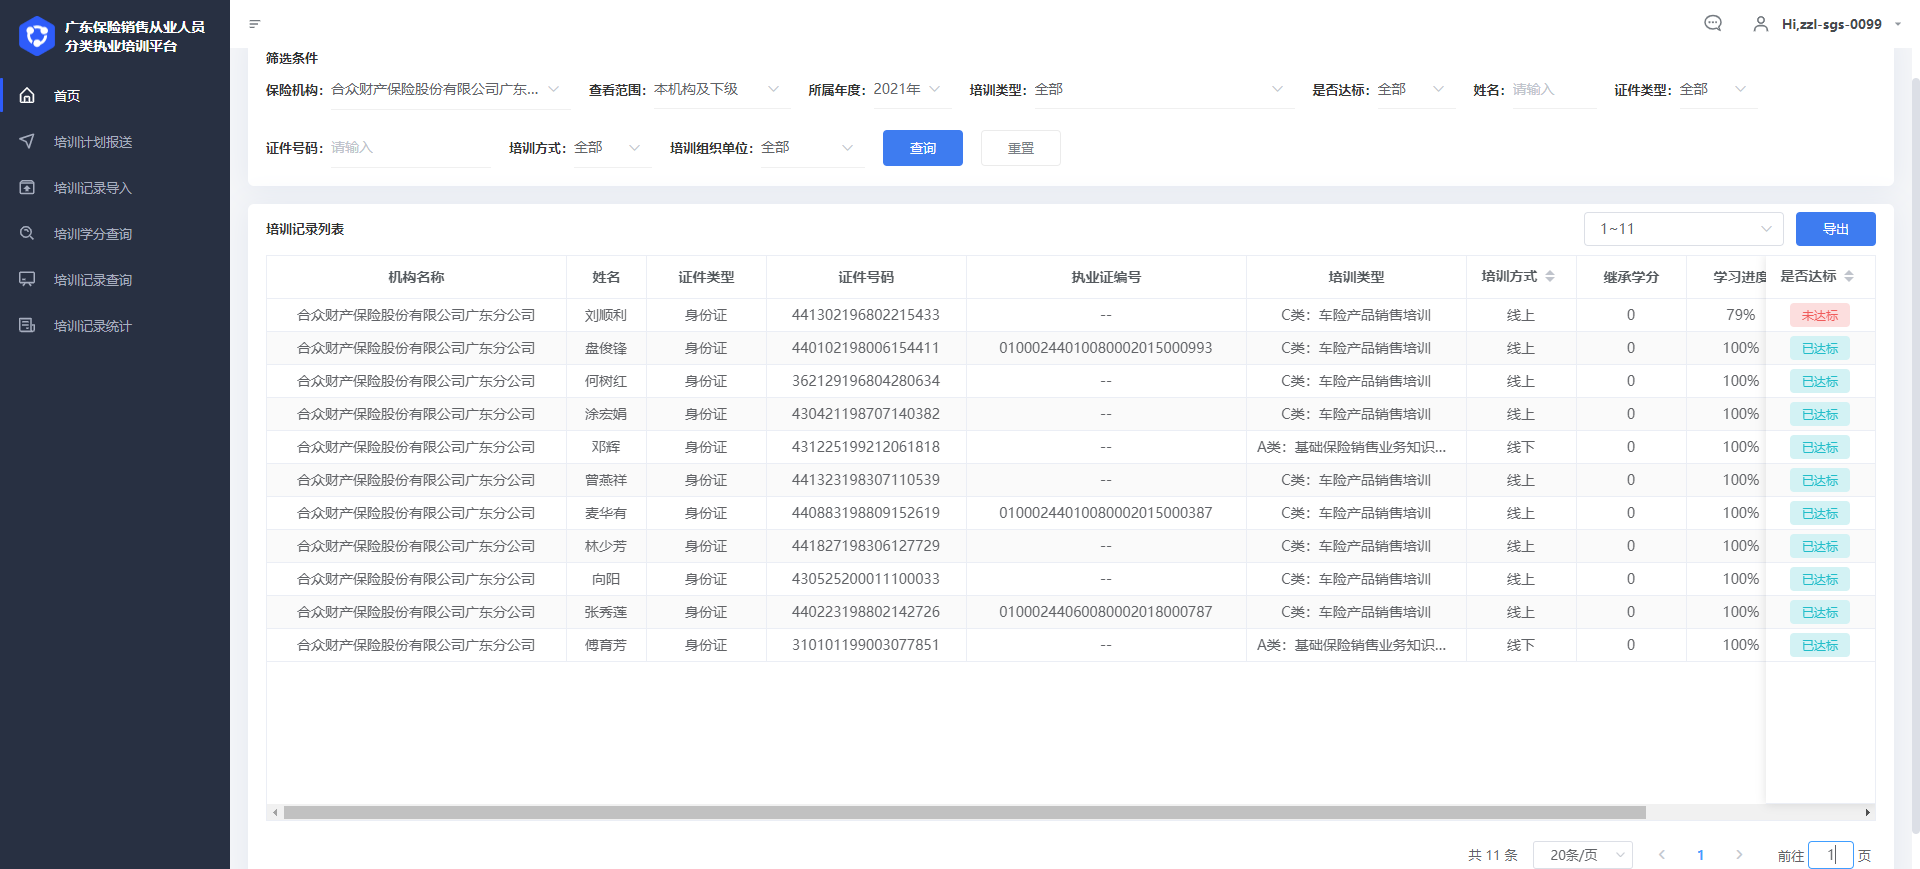 广东保险销售从业人员
分类执业培训平台
Hi,zzl-sgs-0099
首页
培训计划报送
培训记录导入
培训学分查询
培训记录查询
培训记录统计
筛选条件
保险机构: 合众财产保险股份有限公司广东... 查看范围: 本机构及下级 所属年度: 2021年 培训类型: 全部 是否达标: 全部 姓名: 请输入 证件类型: 全部
证件号码: 请输入 培训方式: 全部 培训组织单位: 全部 查询 重置
培训记录列表 1~11 导出
机构名称 姓名 证件类型 证件号码 执业证编号 培训类型 培训方式 继承学分 学习进度 是否达标
合众财产保险股份有限公司广东分公司 刘顺利 身份证 441302196802215433 -- C类：车险产品销售培训 线上 0 79% 未达标
合众财产保险股份有限公司广东分公司 盘俊锋 身份证 440102198006154411 01000244010080002015000993 C类：车险产品销售培训 线上 0 100% 已达标
合众财产保险股份有限公司广东分公司 何树红 身份证 362129196804280634 -- C类：车险产品销售培训 线上 0 100% 已达标
合众财产保险股份有限公司广东分公司 涂宏娟 身份证 430421198707140382 -- C类：车险产品销售培训 线上 0 100% 已达标
合众财产保险股份有限公司广东分公司 邓辉 身份证 431225199212061818 -- A类：基础保险销售业务知识... 线下 0 100% 已达标
合众财产保险股份有限公司广东分公司 曾燕祥 身份证 441323198307110539 -- C类：车险产品销售培训 线上 0 100% 已达标
合众财产保险股份有限公司广东分公司 麦华有 身份证 440883198809152619 01000244010080002015000387 C类：车险产品销售培训 线上 0 100% 已达标
合众财产保险股份有限公司广东分公司 林少芳 身份证 441827198306127729 -- C类：车险产品销售培训 线上 0 100% 已达标
合众财产保险股份有限公司广东分公司 向阳 身份证 430525200011100033 -- C类：车险产品销售培训 线上 0 100% 已达标
合众财产保险股份有限公司广东分公司 张秀莲 身份证 440223198802142726 01000244060080002018000787 C类：车险产品销售培训 线上 0 100% 已达标
合众财产保险股份有限公司广东分公司 傅育芳 身份证 310101199003077851 -- A类：基础保险销售业务知识... 线下 0 100% 已达标
共 11 条 20条/页 1 前往 1 页